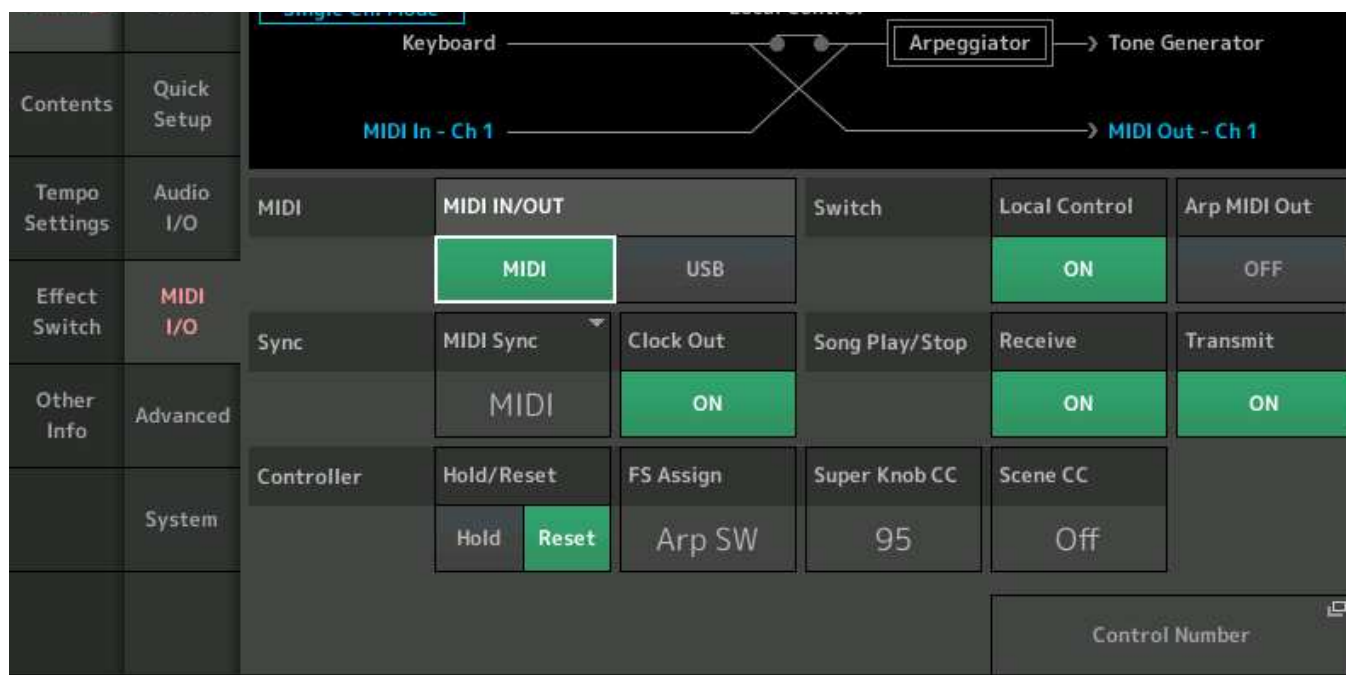 Keyboard
Arpeggiator
Tone Generator
MIDI In - Ch 1
MIDI Out - Ch 1
Contents
Quick
Setup
Tempo
Settings
Audio
I/O
Effect
Switch
MIDI
I/O
Other
Info
Advanced
System
MIDI
MIDI IN/OUT
Switch
Local Control
Arp MIDI Out
MIDI
USB
ON
OFF
Sync
MIDI Sync
Clock Out
Song Play/Stop
Receive
Transmit
MIDI
ON
ON
ON
Controller
Hold/Reset
FS Assign
Super Knob CC
Scene CC
Hold
Reset
Arp SW
95
Off
Control Number